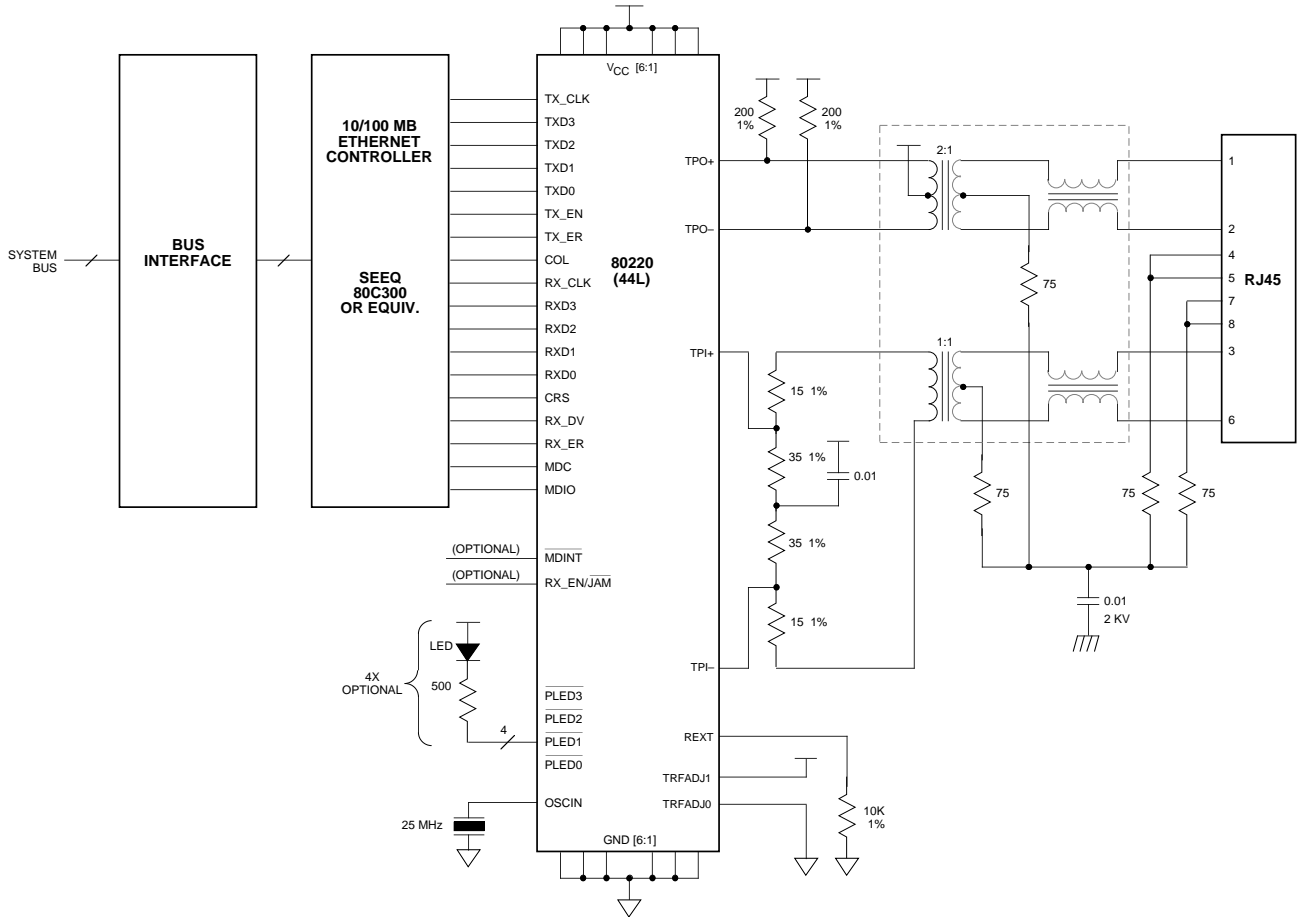 SYSTEM
BUS
BUS
INTERFACE
10/100 MB
ETHERNET
CONTROLLER
SEEQ
80C300
OR EQUIV.
VCC [6:1]
TX_CLK
TXD3
TXD2
TXD1
TXD0
TX_EN
TX_ER
COL
RX_CLK
RXD3
RXD2
RXD1
RXD0
CRS
RX_DV
RX_ER
MDC
MDIO
(OPTIONAL)
MDINT
(OPTIONAL)
RX_EN/JAM
LED
500
4X
OPTIONAL
4
PLED3
PLED2
PLED1
PLED0
OSCIN
25 MHz
GND [6:1]
80220
(44L)
TPO+
TPO–
TPI+
TPI–
REXT
TRFADJ1
TRFADJ0
200
1%
200
1%
2:1
75
1:1
15 1%
35 1%
0.01
35 1%
15 1%
75
75
75
0.01
2 KV
10K
1%
1
2
4
5
7
8
3
6
RJ45